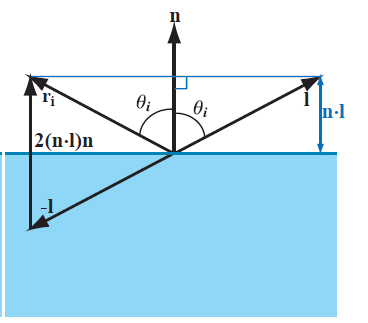 n
θi θi
ri l
n·l
2(n·l)n
-l